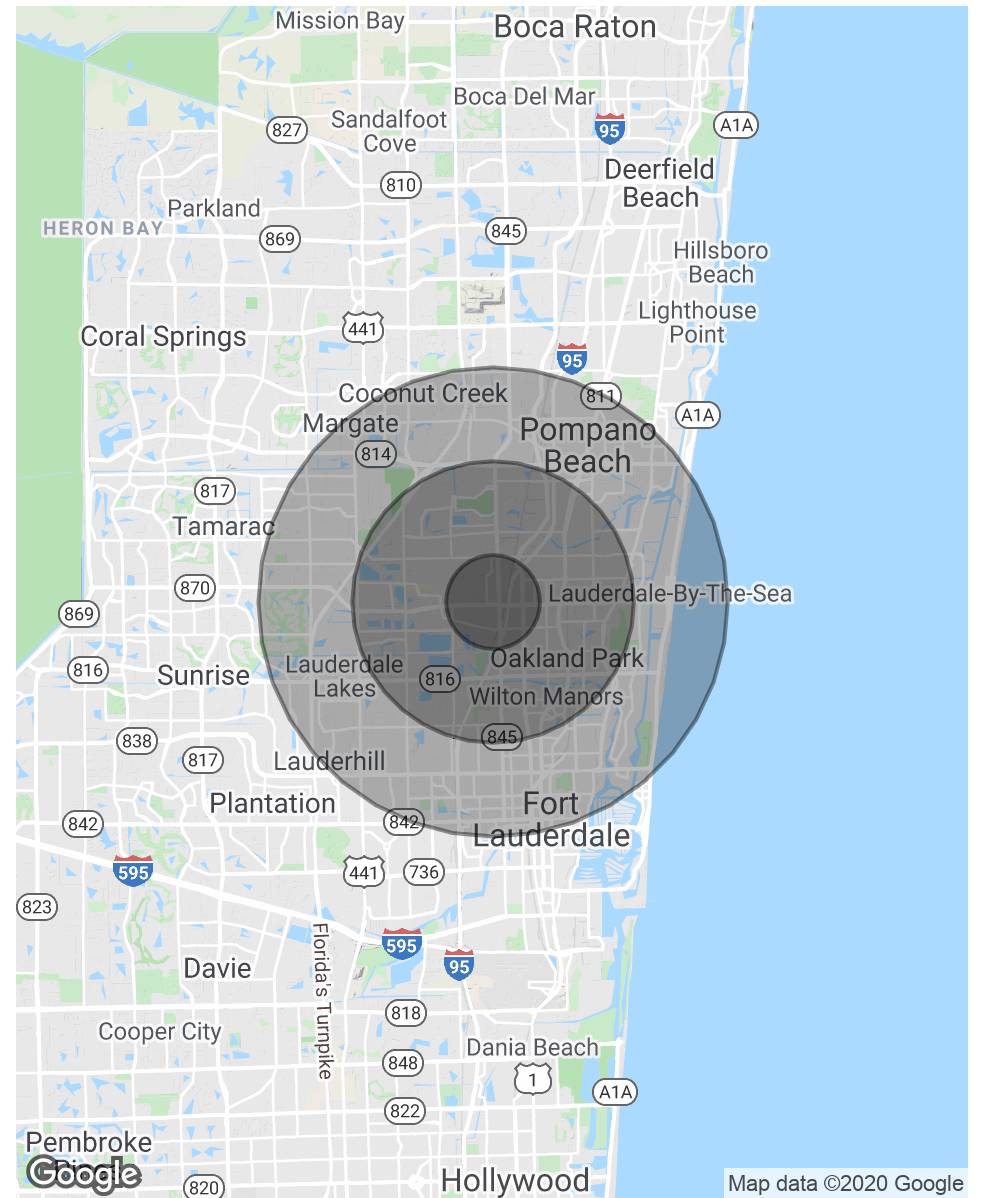 Mission Bay
Boca Raton
Boca Del Mar
95
A1A
827
Sandalfoot
Cove
Deerfield
Beach
810
Parkland
HERON BAY
869
845
Hillsboro
Beach
Lighthouse
Point
Coral Springs
441
95
Coconut Creek
811
Margate
A1A
Pompano
Beach
814
817
Tamarac
870
Lauderdale-By-The-Sea
869
816
Sunrise
Lauderdale
Lakes
816
Oakland Park
Wilton Manors
845
838
817
Lauderhill
Plantation
Fort
Lauderdale
842
842
595
441
736
823
Florida's Turnpike
595
95
Davie
818
Cooper City
Dania Beach
848
1
A1A
822
Pembroke
Google
820
Hollywood
Map data ©2020 Google